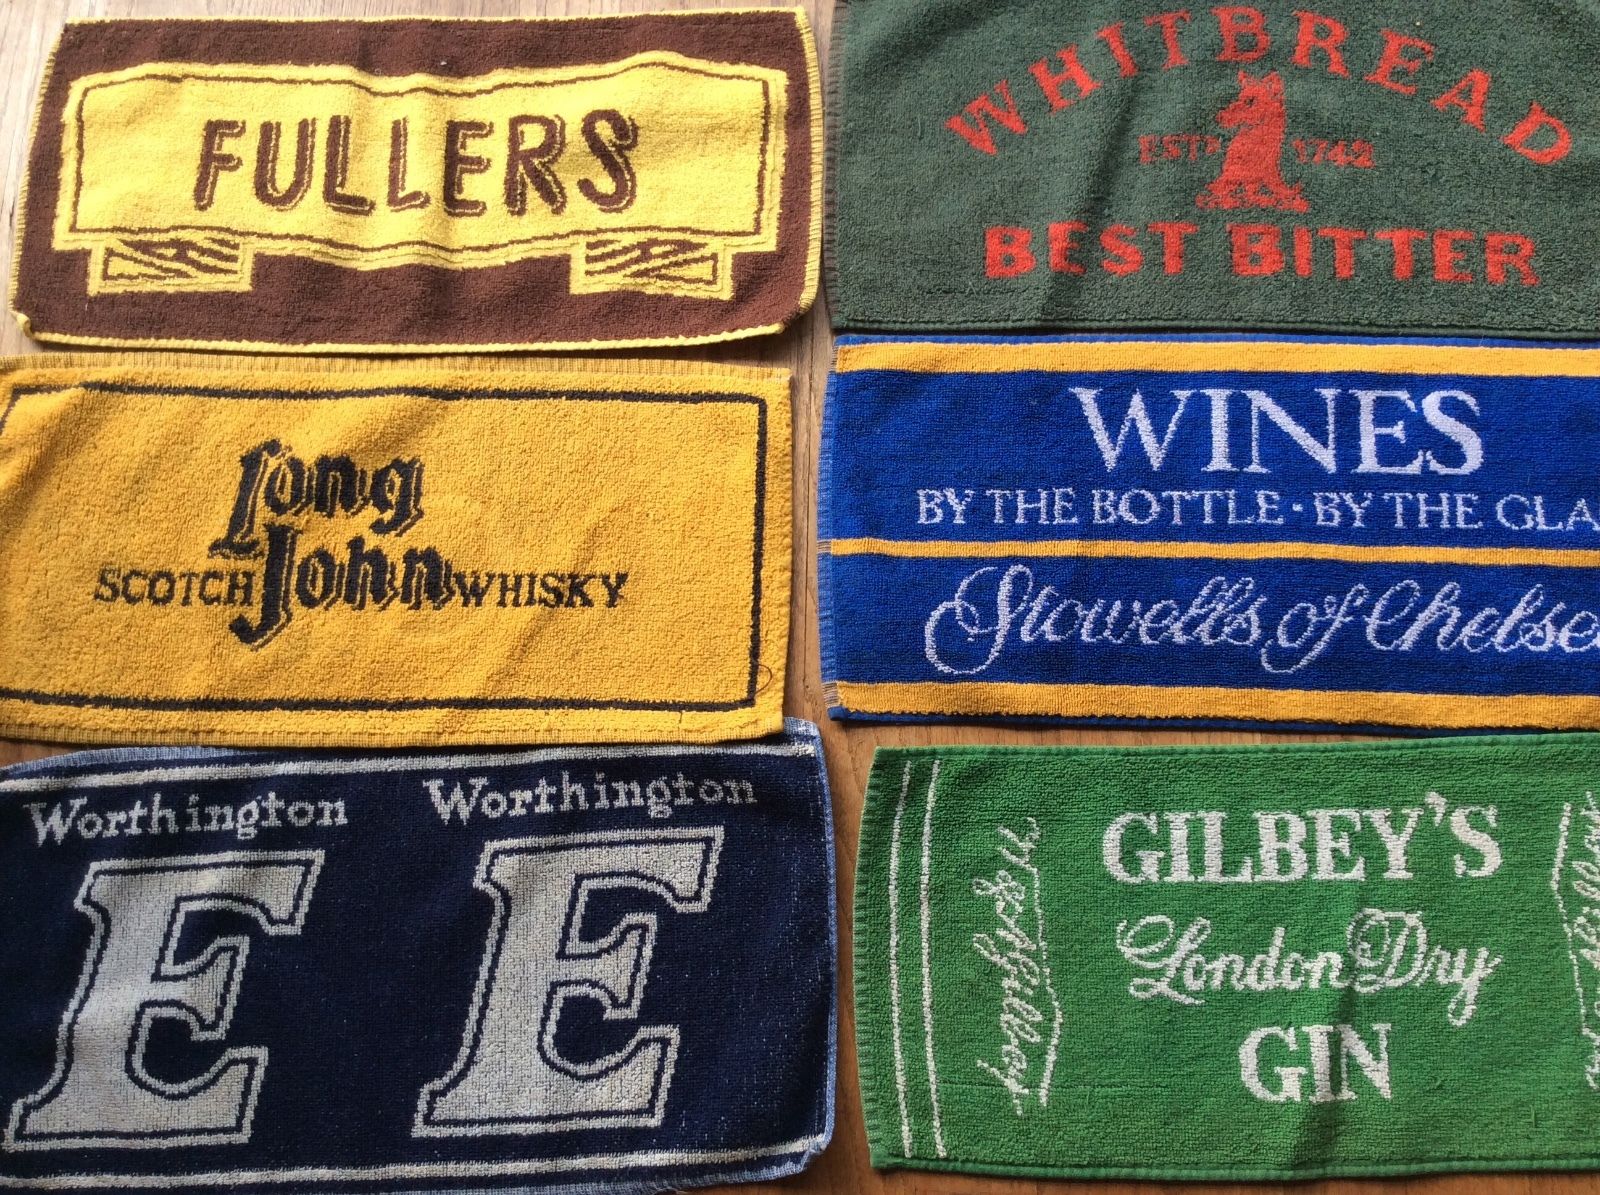 FULLERS
WHITBREAD
ESTD 1742
BEST BITTER
Long
John
SCOTCH WHISKY
WINES
BY THE BOTTLE · BY THE GLA
Stowells of Chelse
Worthington Worthington
E E
GILBEY'S
London Dry
GIN